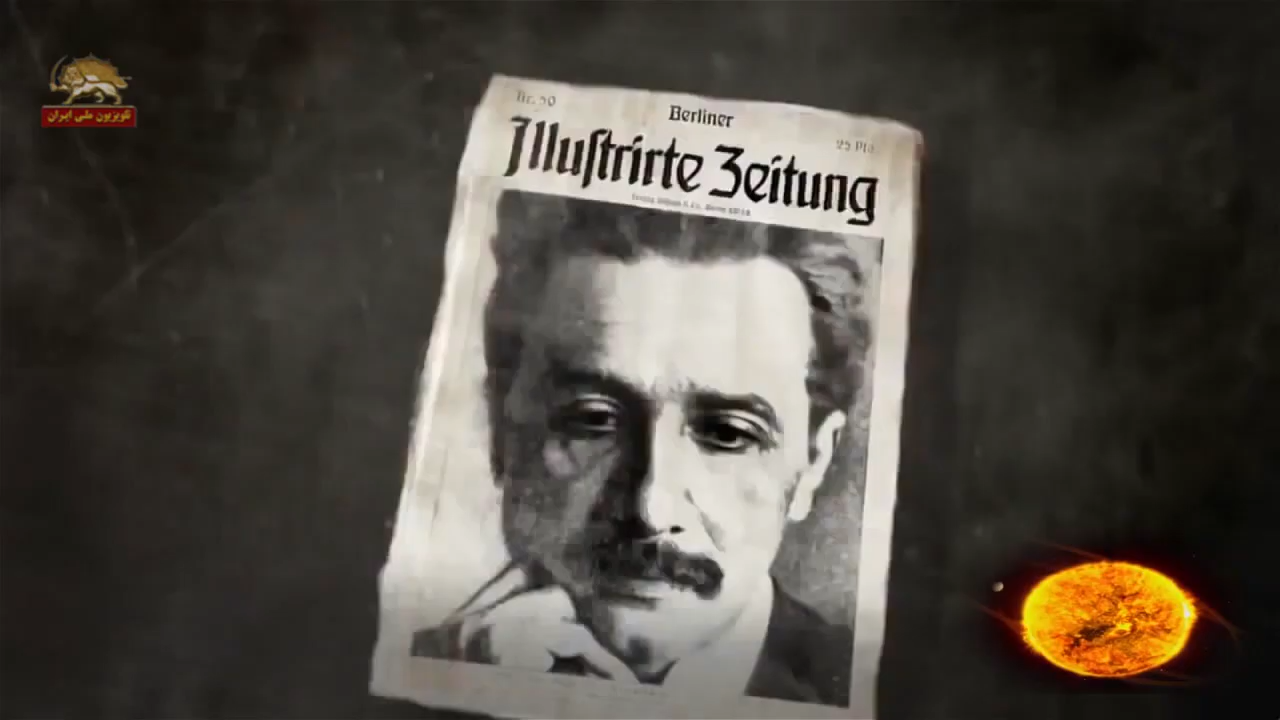 تلویزیون ملی ایران
Nr. 50
Berliner
25 Pfg.
Illustrirte Zeitung